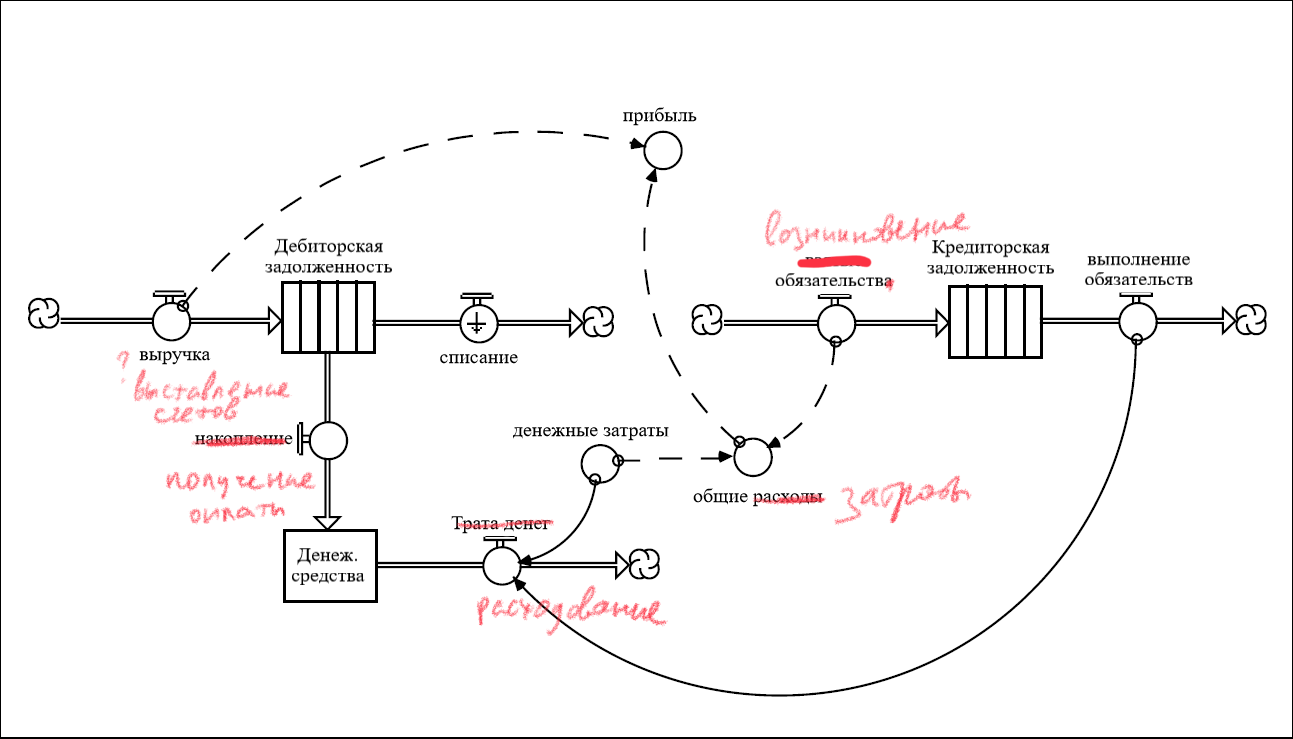 прибыль
возникновение
Дебиторская
задолженность
обязательства
Кредиторская
задолженность
выполнение
обязательств
? выручка
списание
выставление
счетов
накопление
денежные затраты
получение
оплаты
общие расходы затраты
Трата денег
Денеж.
средства
расходование